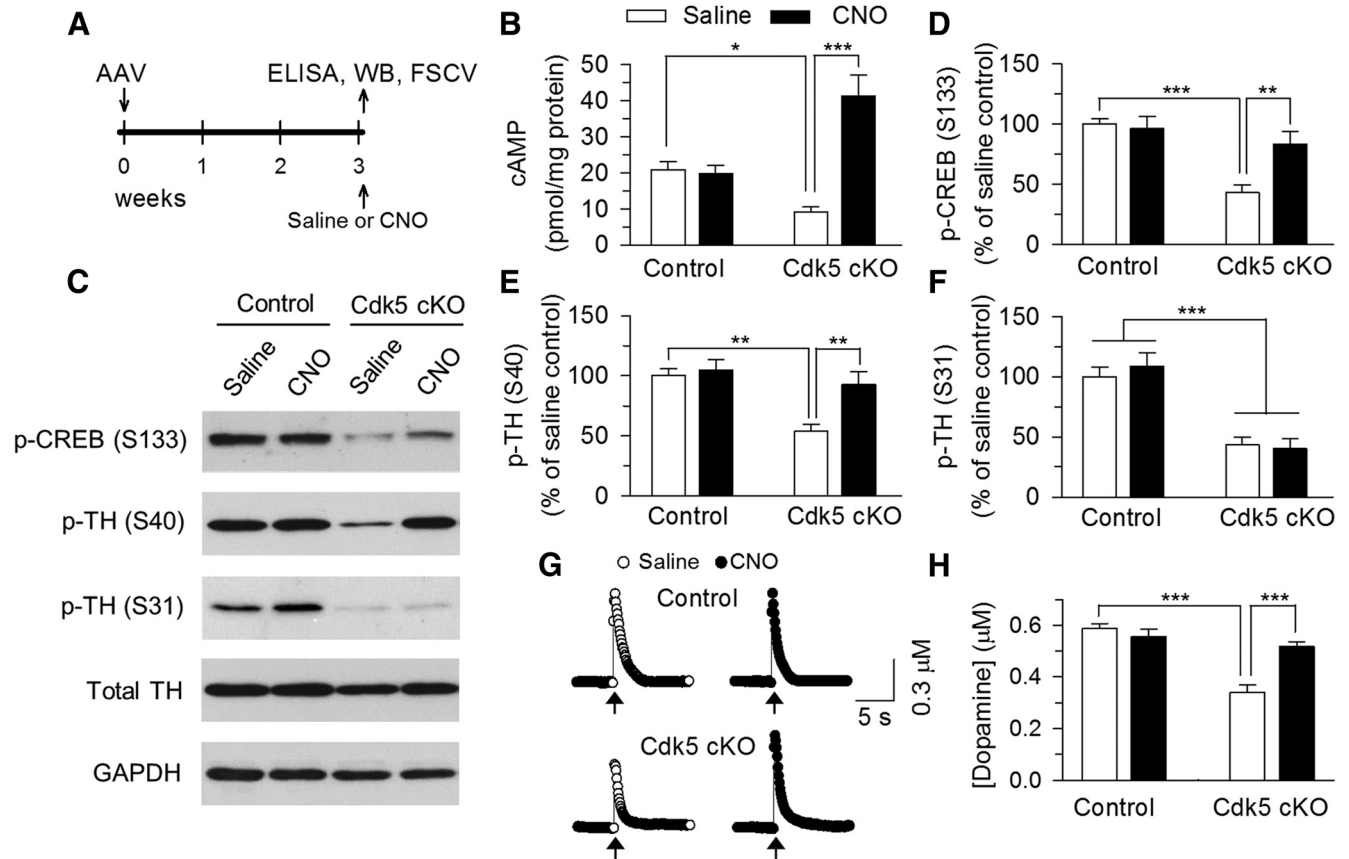 A
AAV
ELISA, WB, FSCV
0 1 2 3
weeks
Saline or CNO
B
Saline CNO
cAMP
(pmol/mg protein)
50
40
30
20
10
0
*
***
Control Cdk5 cKO
D
p-CREB (S133)
(% of saline control)
150
100
50
0
***
**
Control Cdk5 cKO
C
Control Cdk5 cKO
Saline CNO Saline CNO
p-CREB (S133)
p-TH (S40)
p-TH (S31)
Total TH
GAPDH
E
p-TH (S40)
(% of saline control)
150
100
50
0
**
**
Control Cdk5 cKO
F
p-TH (S31)
(% of saline control)
150
100
50
0
***
Control Cdk5 cKO
G
Saline CNO
Control
0.3 μM
5 s
Cdk5 cKO
H
[Dopamine] (μM)
0.6
0.4
0.2
0.0
***
***
Control Cdk5 cKO